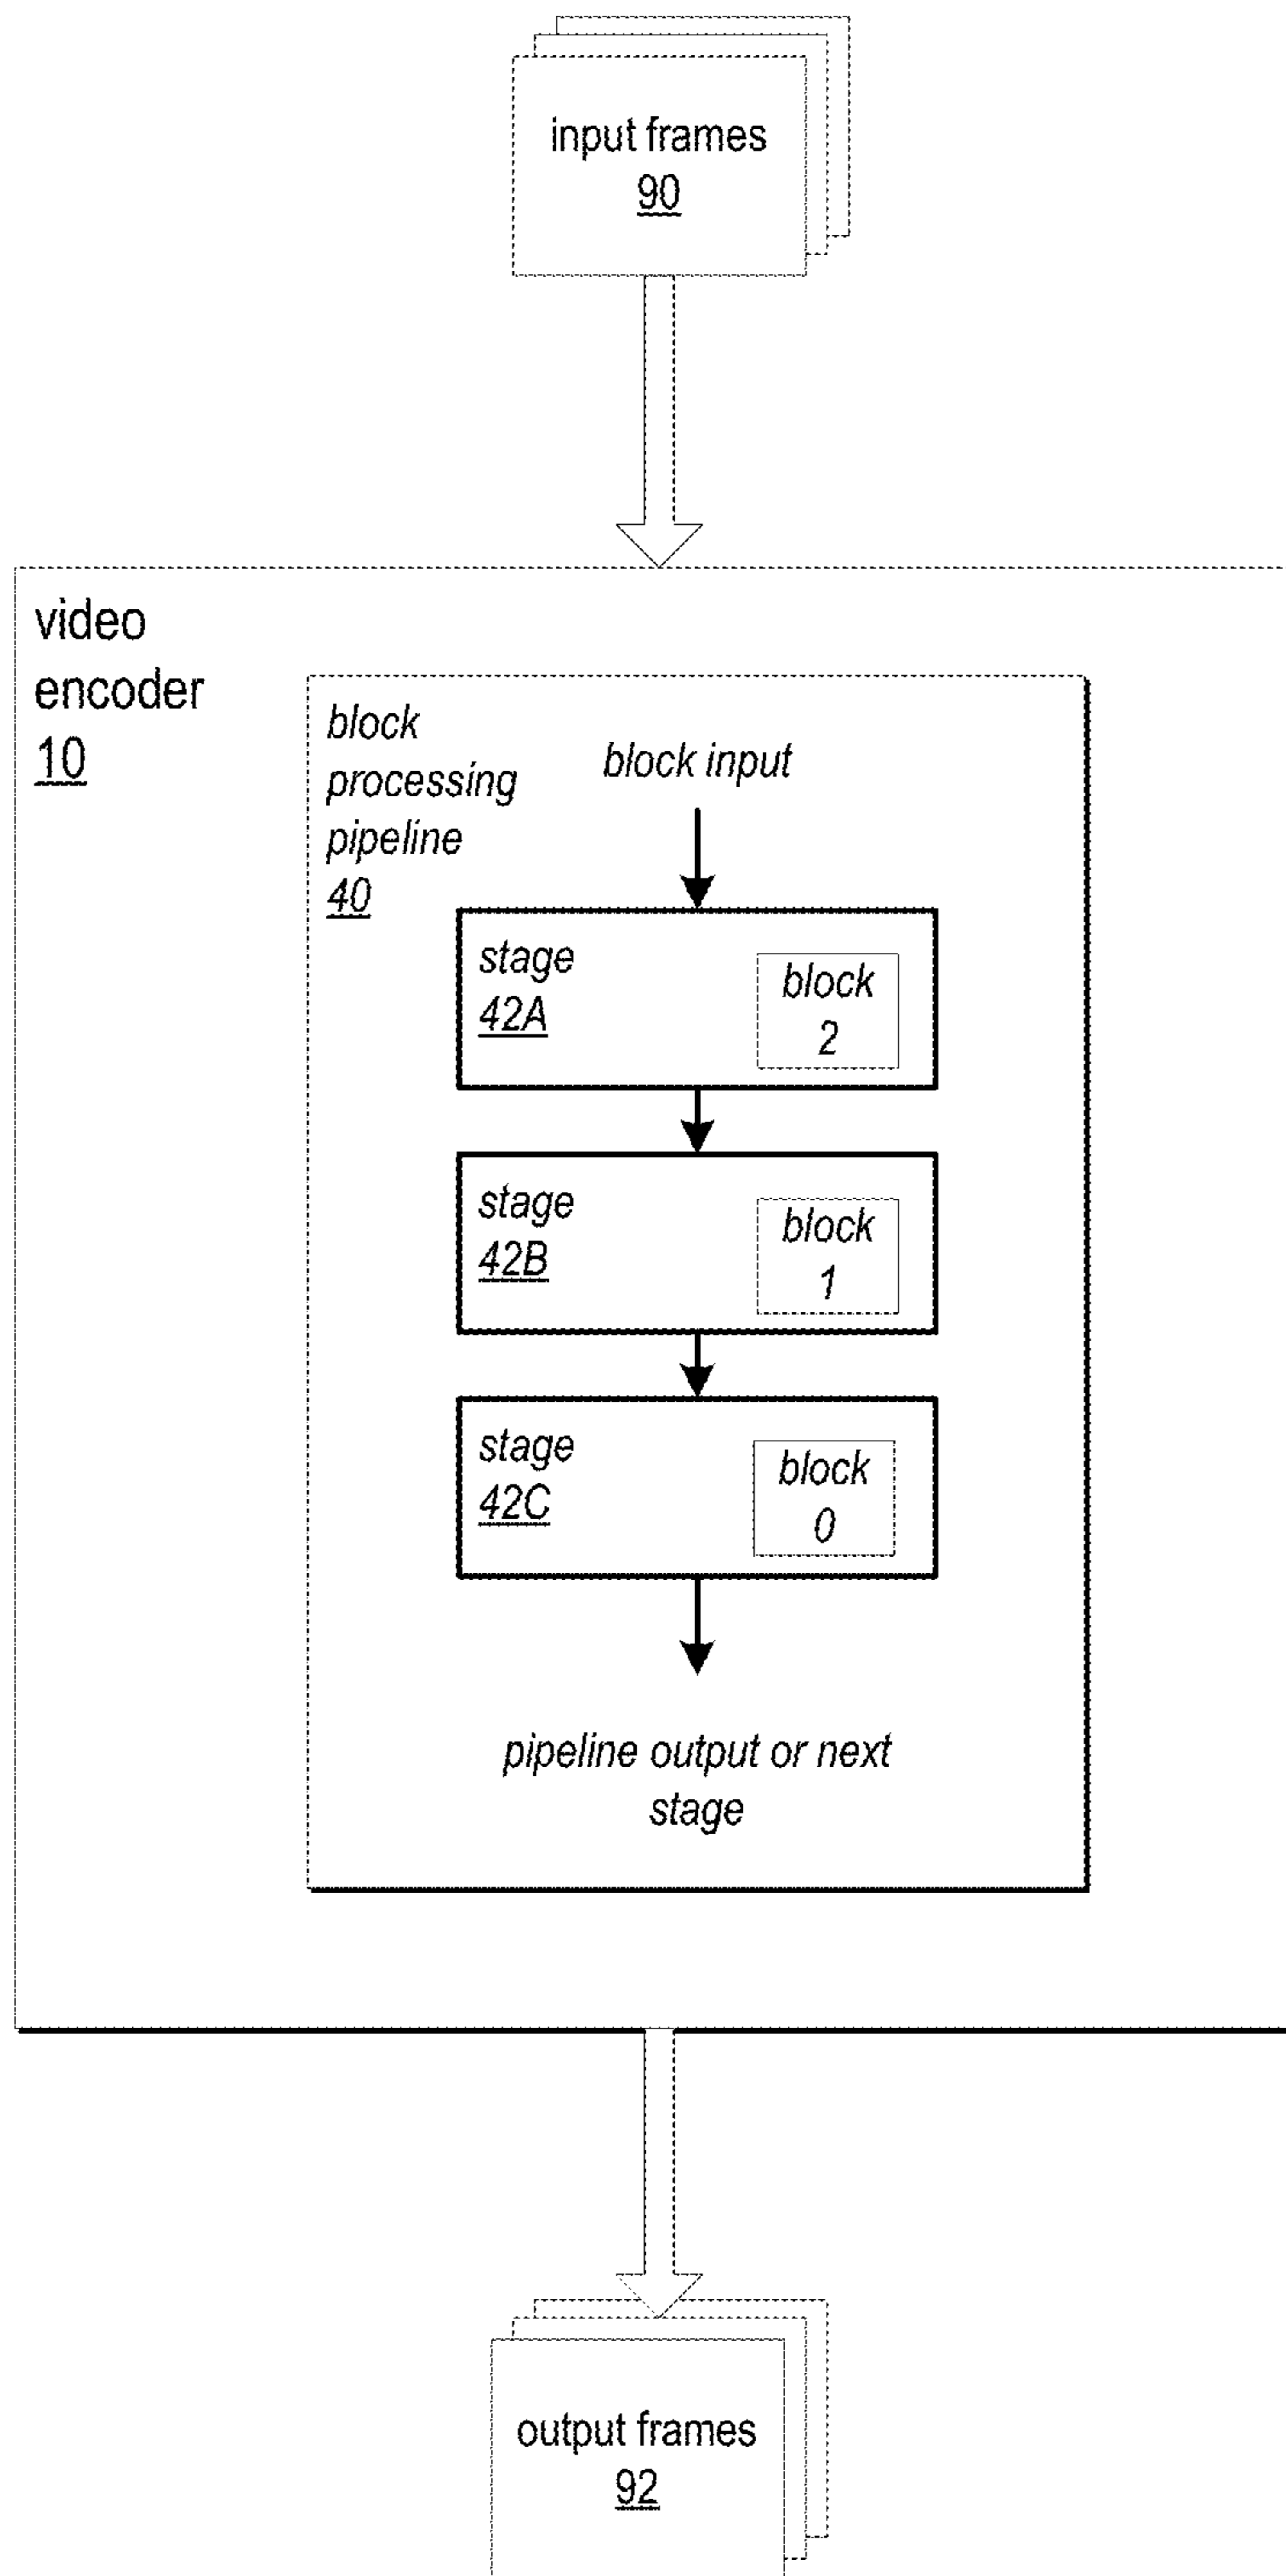 input frames
90
video
encoder
10
block
processing
pipeline
40
block input
stage
42A
block
2
stage
42B
block
1
stage
42C
block
0
pipeline output or next
stage
output frames
92